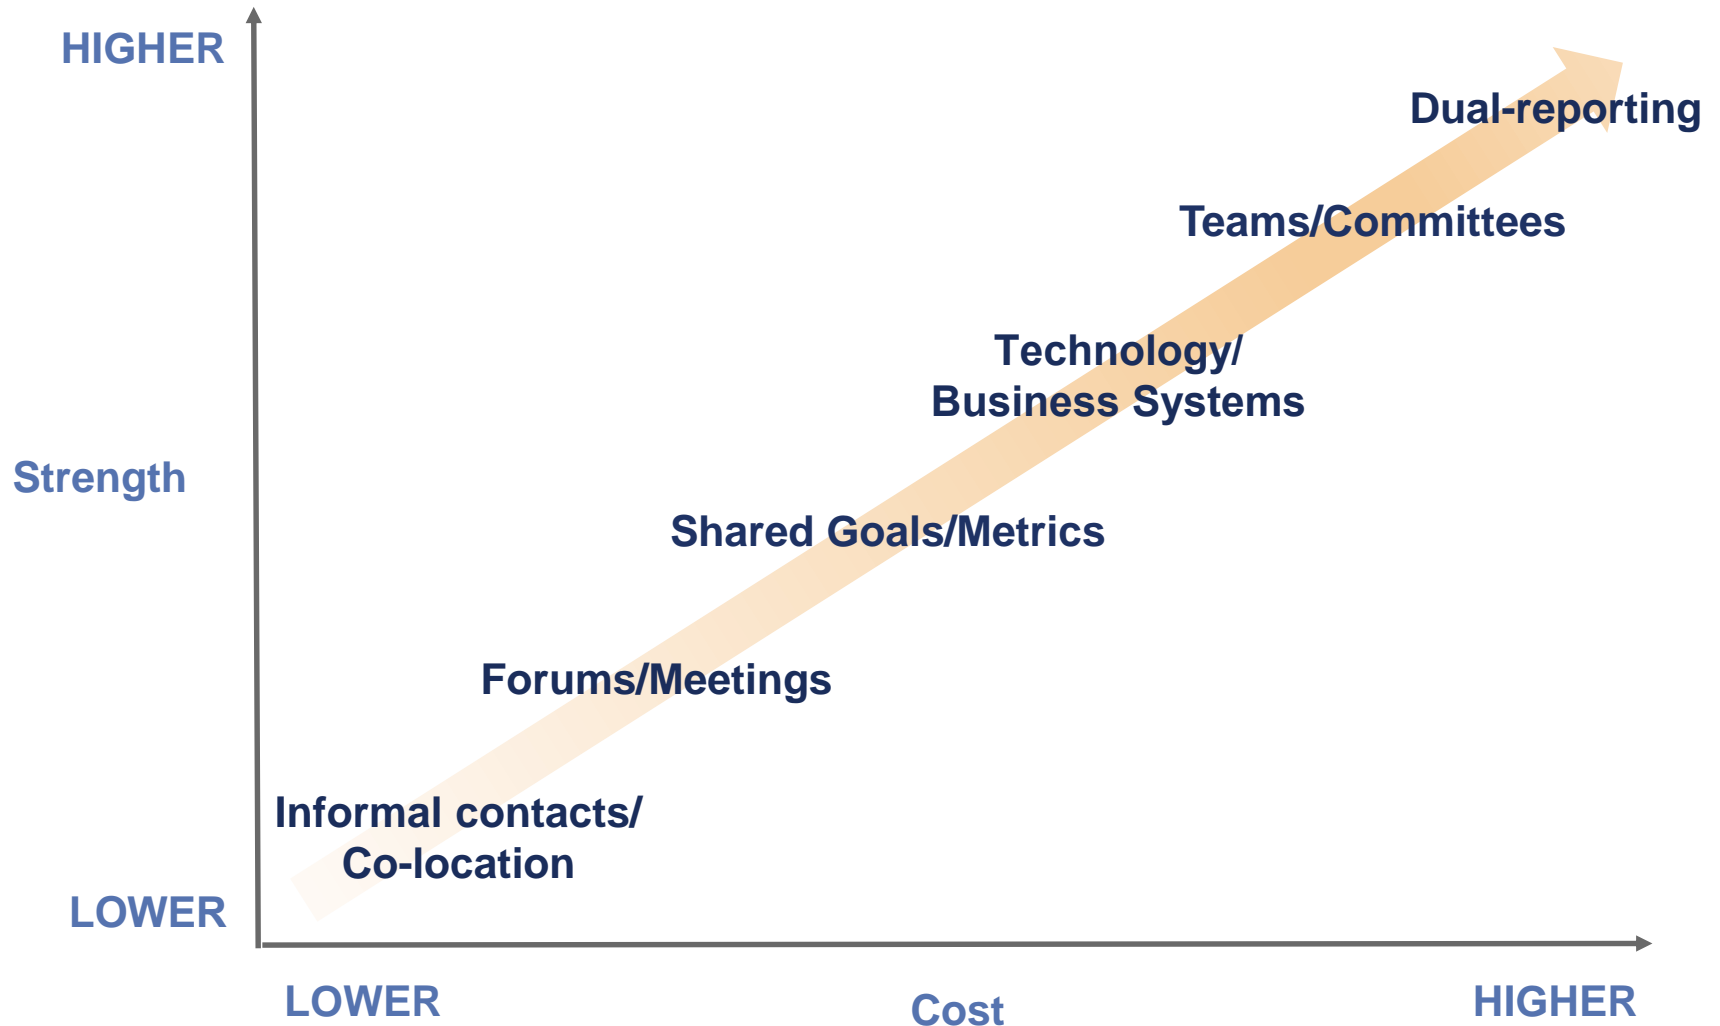 HIGHER
Dual-reporting
Teams/Committees
Technology/
Business Systems
Strength
Shared Goals/Metrics
Forums/Meetings
Informal contacts/
Co-location
LOWER
LOWER
Cost
HIGHER